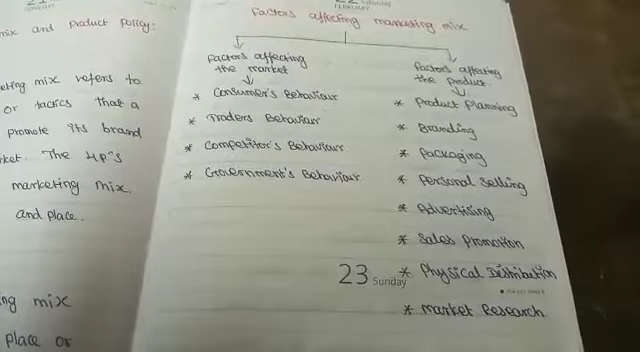 mix and Product Policy:
eting mix refers to
or tactics that a
promote its brand
rket. The 4P's
marketing mix.
and place.
ing mix
place or
FEBRUARY
Factors affecting marketing mix
Factors affecting
the market
* Consumer's Behaviour
* Traders Behaviour
* Competitor's Behaviour
* Government's Behaviour
Factors affecting
the product
* Product Planning
* Branding
* Packaging
* Personal Selling
* Advertising
* Sales Promotion
* Physical Distribution
* Market Research
23 Sunday